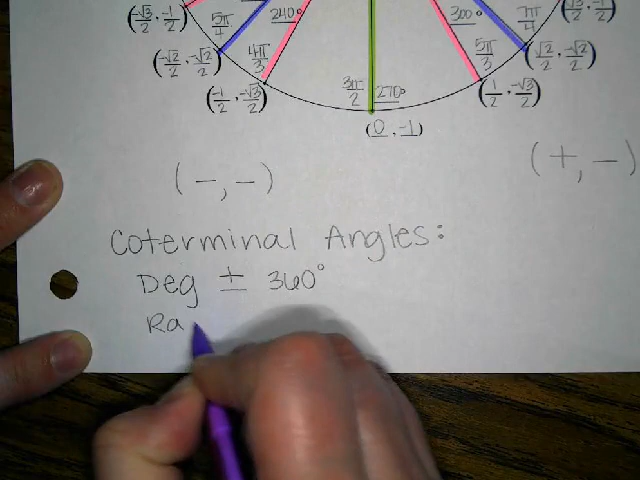 (-√3/2, -1/2) 5π/4 240° 300° 7π/4 (√3/2, -1/2)
(-√2/2, -√2/2) 4π/3 5π/3 (√2/2, -√2/2)
(-1/2, -√3/2) 3π/2 270° (1/2, -√3/2)
(0, -1)
(-, -) (+, -)
Coterminal Angles:
Deg ± 360°
Ra